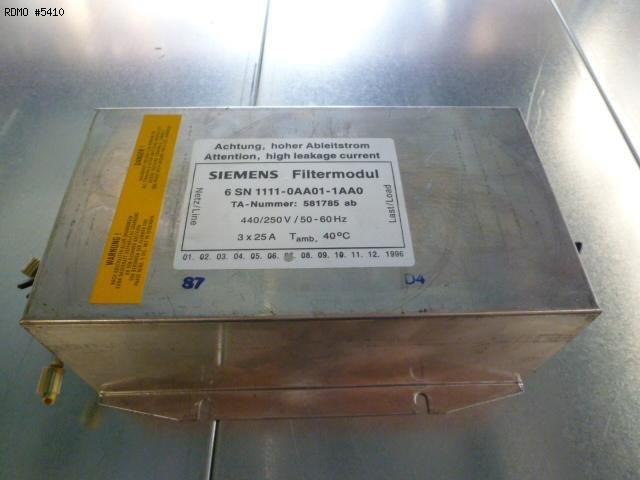 RDMO #5410
Achtung, hoher Ableitstrom
Attention, high leakage current
SIEMENS Filtermodul
6 SN 1111-0AA01-1AA0
TA-Nummer: 581785 ab
440/250 V / 50-60 Hz
3 x 25 A Tamb. 40°C
01. 02. 03. 04. 05. 06. 08. 09. 10. 11. 12. 1996
Netz/Line
Last/Load
DANGER!
WARNING!
87
D4